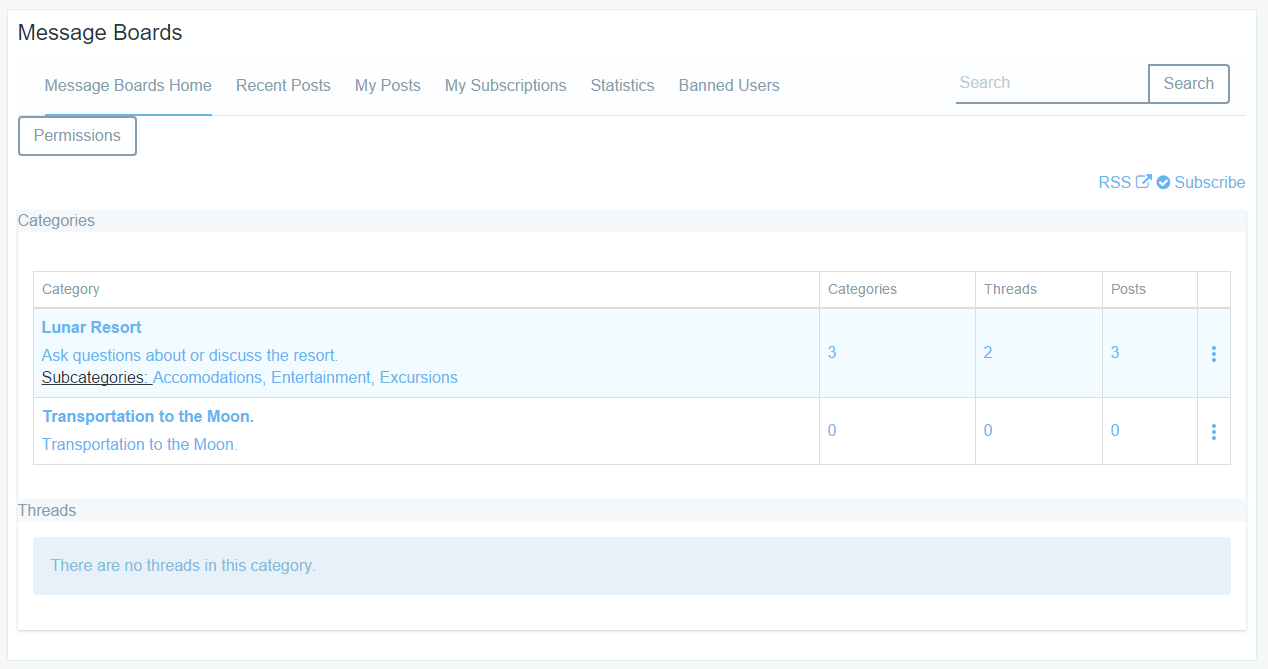 Message Boards
Message Boards Home Recent Posts My Posts My Subscriptions Statistics Banned Users Search Search
Permissions
RSS Subscribe
Categories
Category Categories Threads Posts
Lunar Resort
Ask questions about or discuss the resort.
Subcategories: Accomodations, Entertainment, Excursions
3 2 3
Transportation to the Moon.
Transportation to the Moon.
0 0 0
Threads
There are no threads in this category.